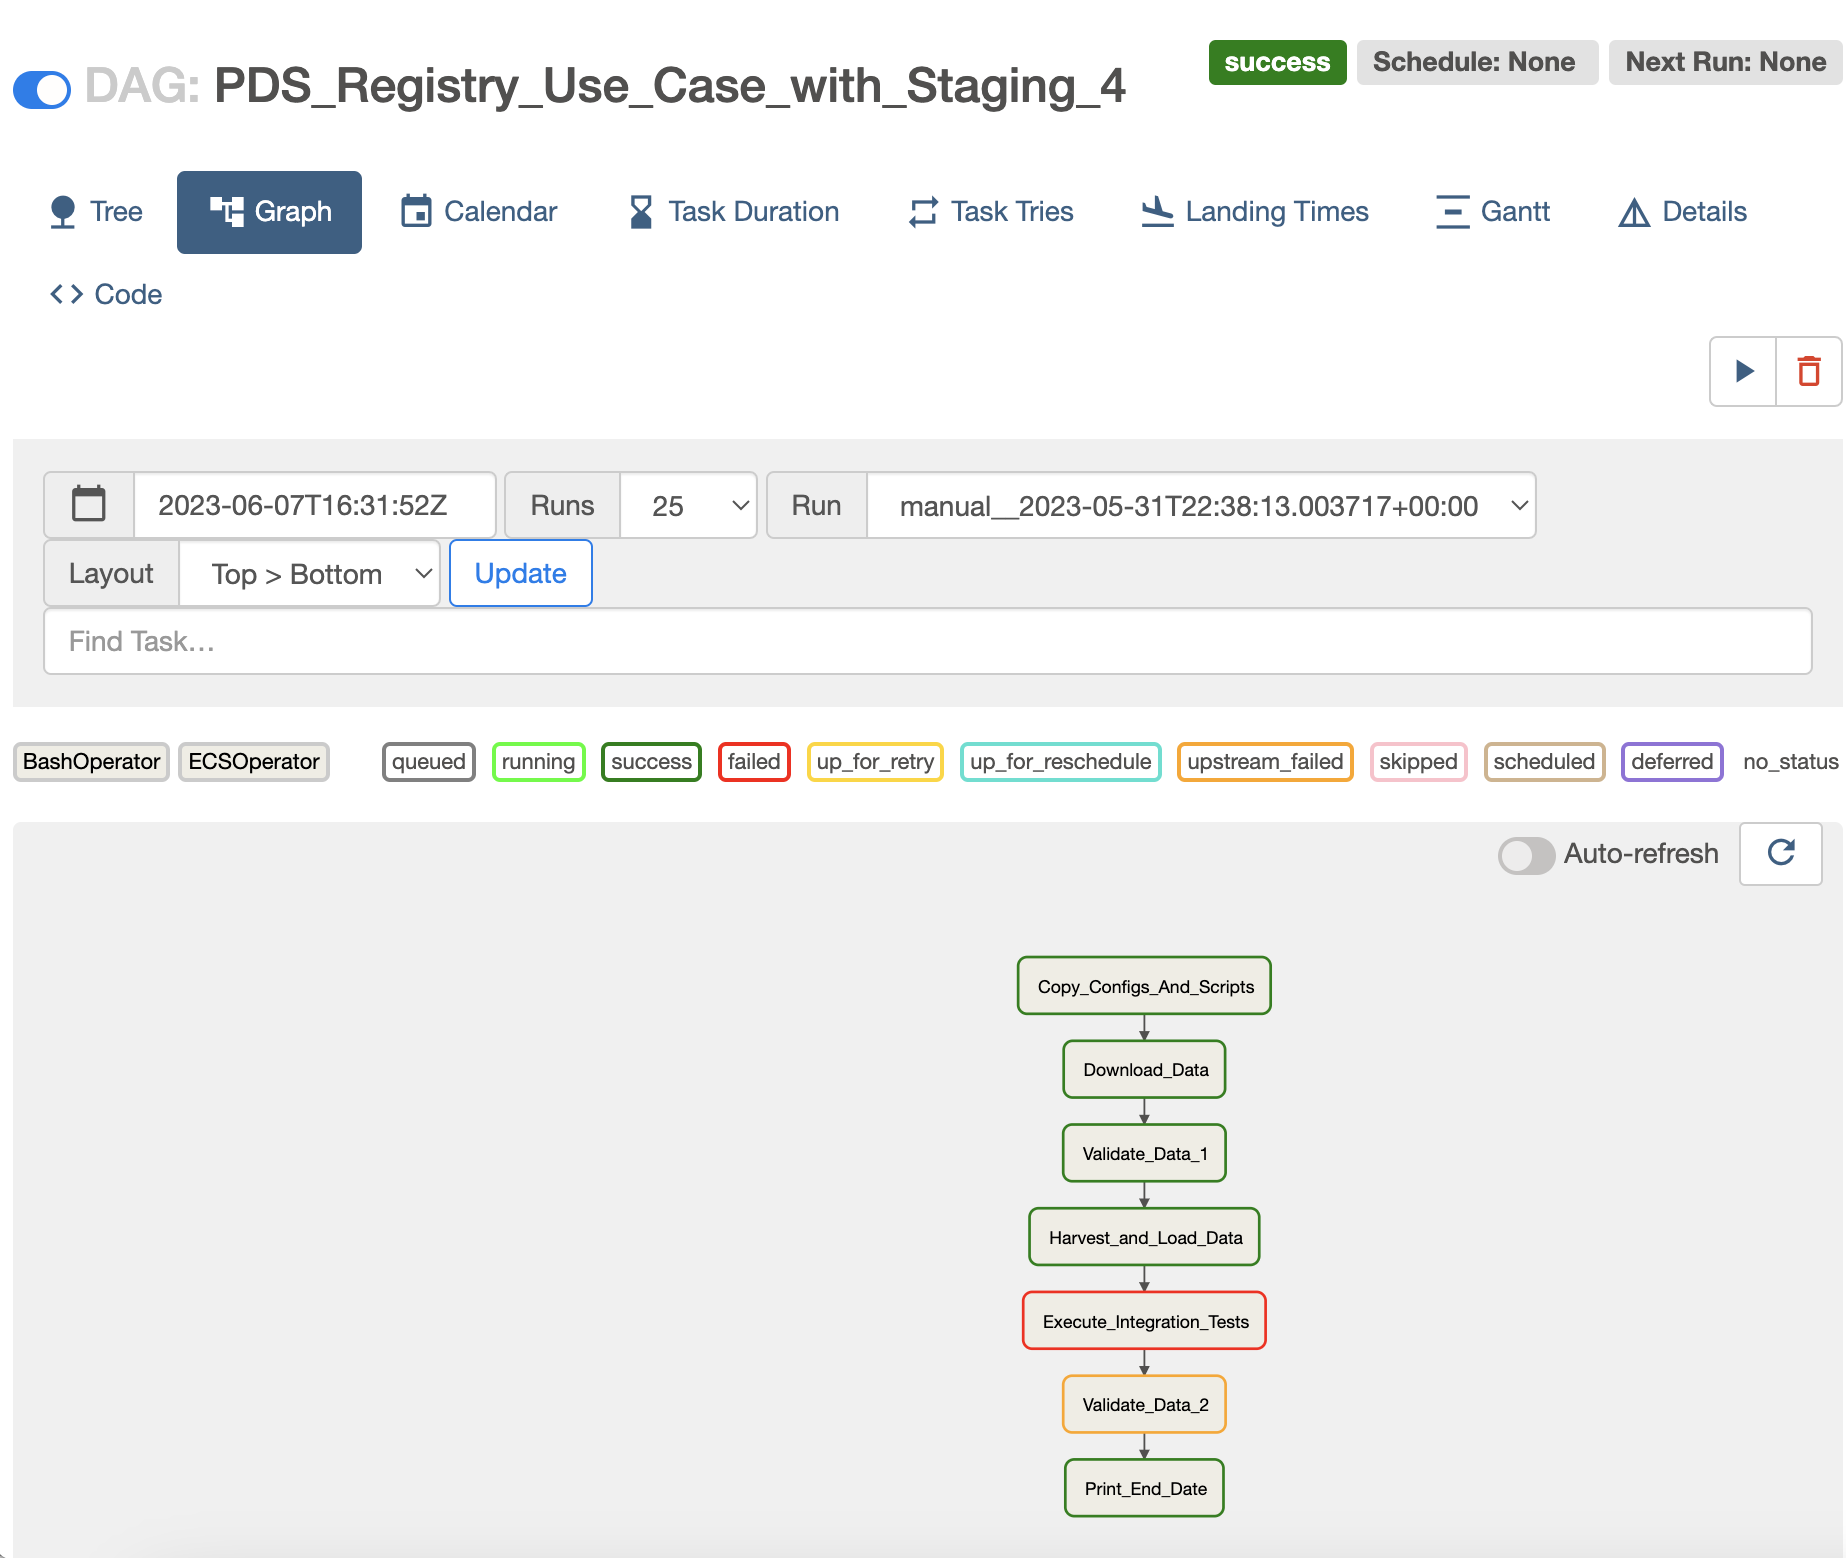 DAG: PDS_Registry_Use_Case_with_Staging_4
success
Schedule: None
Next Run: None
Tree
Graph
Calendar
Task Duration
Task Tries
Landing Times
Gantt
Details
Code
2023-06-07T16:31:52Z
Runs
25
Run
manual__2023-05-31T22:38:13.003717+00:00
Layout
Top > Bottom
Update
Find Task…
BashOperator
ECSOperator
queued
running
success
failed
up_for_retry
up_for_reschedule
upstream_failed
skipped
scheduled
deferred
no_status
Auto-refresh
Copy_Configs_And_Scripts
Download_Data
Validate_Data_1
Harvest_and_Load_Data
Execute_Integration_Tests
Validate_Data_2
Print_End_Date